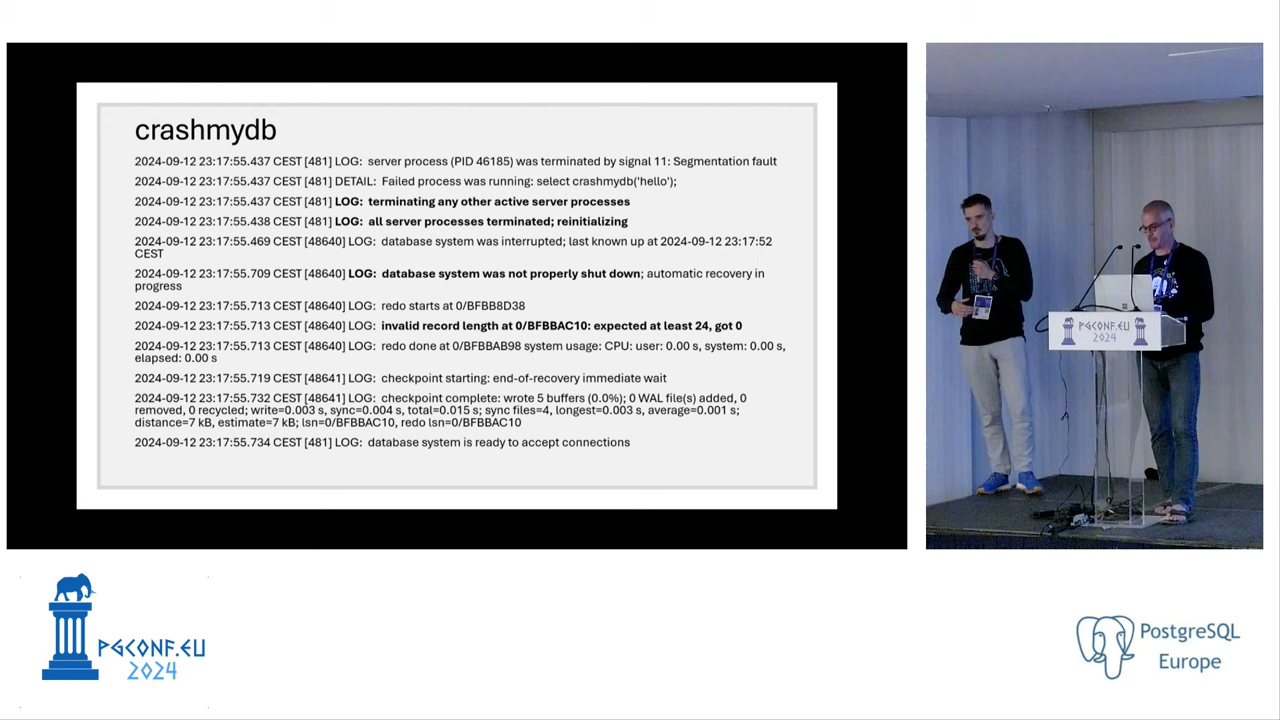 crashmydb
2024-09-12 23:17:55.437 CEST [481] LOG:  server process (PID 46185) was terminated by signal 11: Segmentation fault
2024-09-12 23:17:55.437 CEST [481] DETAIL:  Failed process was running: select crashmydb('hello');
2024-09-12 23:17:55.437 CEST [481] LOG:  terminating any other active server processes
2024-09-12 23:17:55.438 CEST [481] LOG:  all server processes terminated; reinitializing
2024-09-12 23:17:55.469 CEST [48640] LOG:  database system was interrupted; last known up at 2024-09-12 23:17:52
CEST
2024-09-12 23:17:55.709 CEST [48640] LOG:  database system was not properly shut down; automatic recovery in
progress
2024-09-12 23:17:55.713 CEST [48640] LOG:  redo starts at 0/BFBB8D38
2024-09-12 23:17:55.713 CEST [48640] LOG:  invalid record length at 0/BFBBAC10: expected at least 24, got 0
2024-09-12 23:17:55.713 CEST [48640] LOG:  redo done at 0/BFBBAB98 system usage: CPU: user: 0.00 s, system: 0.00 s,
elapsed: 0.00 s
2024-09-12 23:17:55.719 CEST [48641] LOG:  checkpoint starting: end-of-recovery immediate wait
2024-09-12 23:17:55.732 CEST [48641] LOG:  checkpoint complete: wrote 5 buffers (0.0%); 0 WAL file(s) added, 0
removed, 0 recycled; write=0.003 s, sync=0.004 s, total=0.015 s; sync files=4, longest=0.003 s, average=0.001 s;
distance=7 kB, estimate=7 kB; lsn=0/BFBBAC10, redo lsn=0/BFBBAC10
2024-09-12 23:17:55.734 CEST [481] LOG:  database system is ready to accept connections
PGCONF.EU
2024
PGCONF.EU
2024
PostgreSQL
Europe